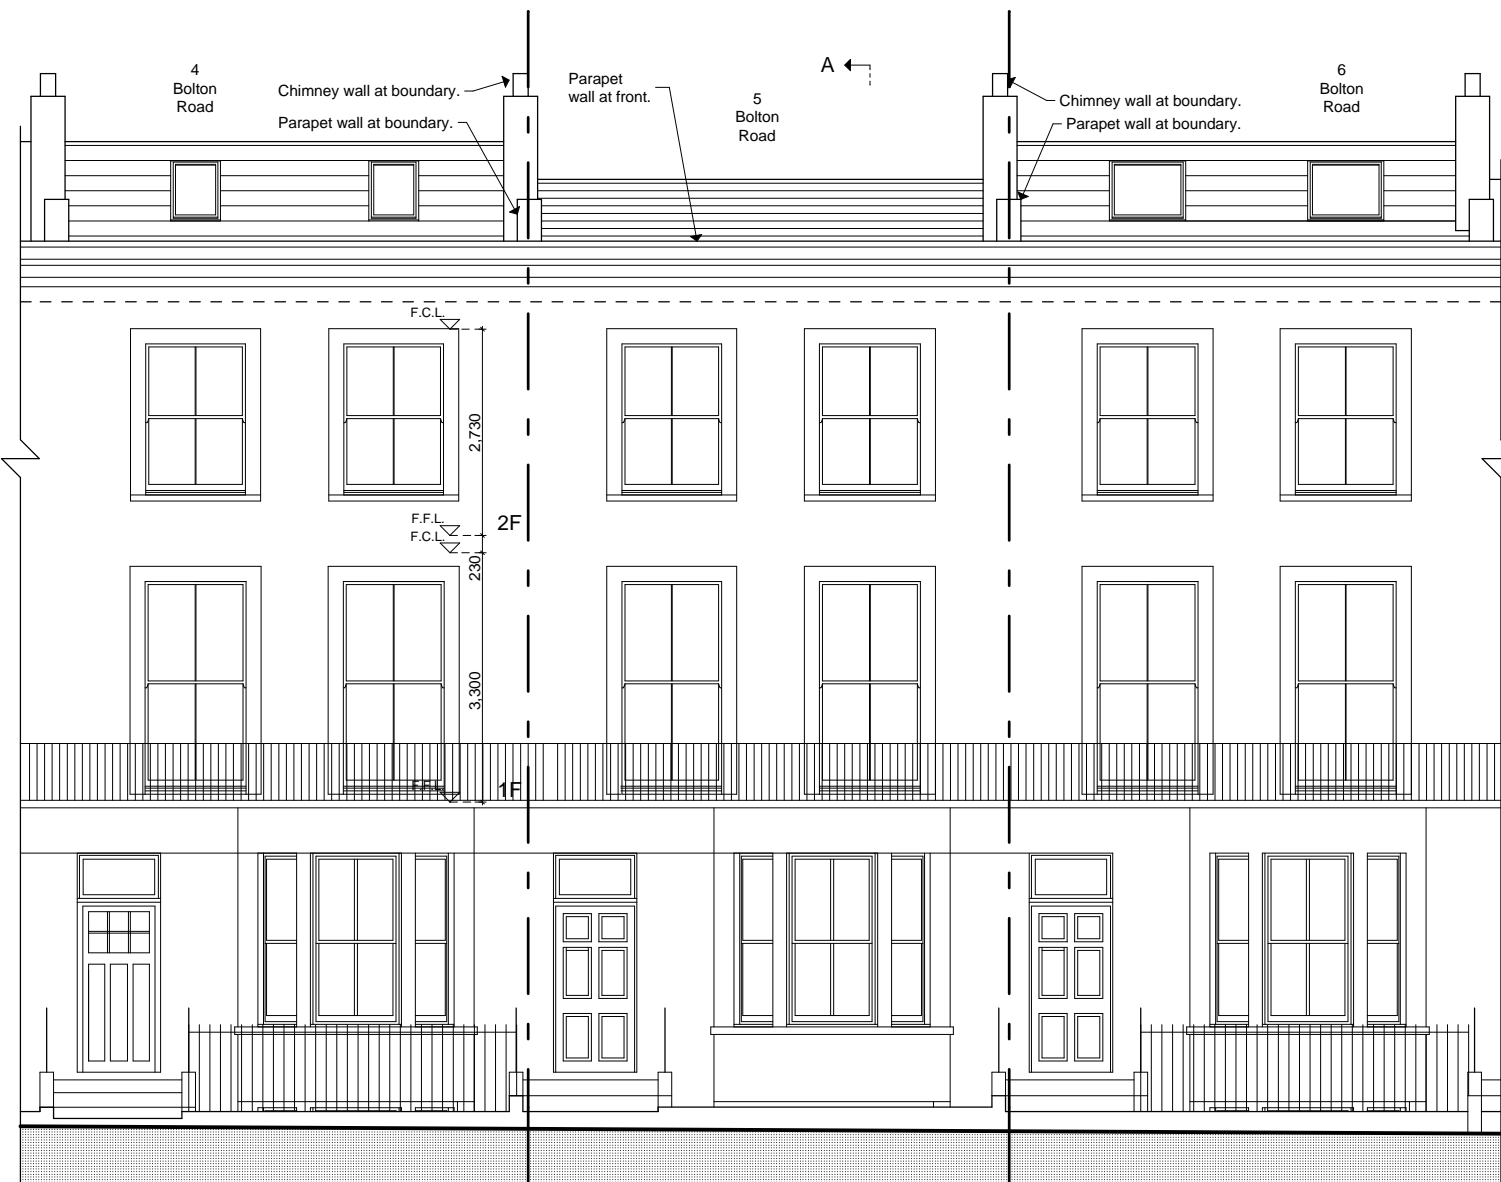 4
Bolton
Road
Chimney wall at boundary.
Parapet wall at boundary.
Parapet
wall at front.
5
Bolton
Road
A
Chimney wall at boundary.
Parapet wall at boundary.
6
Bolton
Road
F.C.L.
2,730
F.F.L.
2F
F.C.L.
230
3,300
F.F.L.
1F